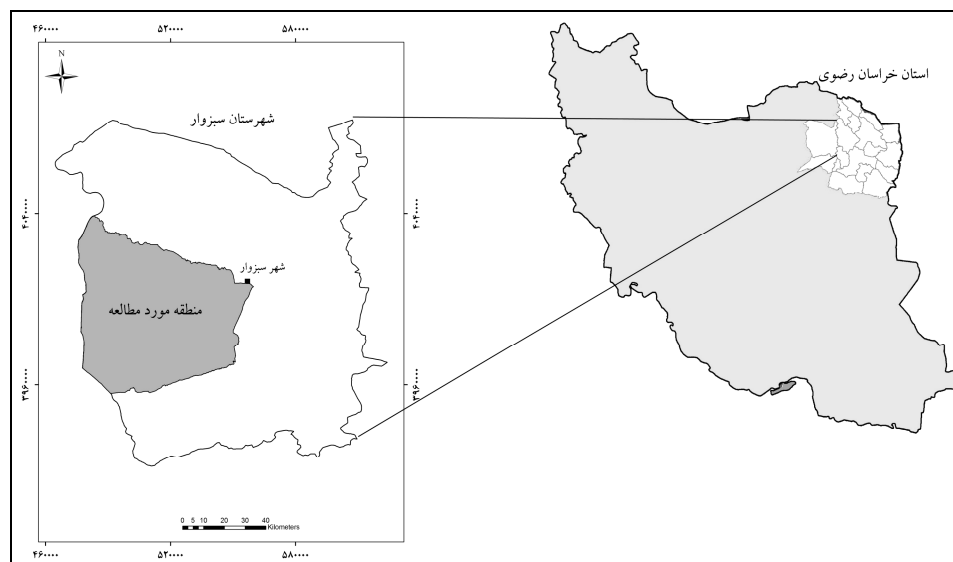 ۴۶۰۰۰۰ ۵۲۰۰۰۰ ۵۸۰۰۰۰
N
استان خراسان رضوی
شهرستان سبزوار
۴۰۴۰۰۰۰ ۴۰۴۰۰۰۰
شهر سبزوار
منطقه مورد مطالعه
۳۹۶۰۰۰۰ ۳۹۶۰۰۰۰
0 5 10 20 30 40
Kilometers
۴۶۰۰۰۰ ۵۲۰۰۰۰ ۵۸۰۰۰۰